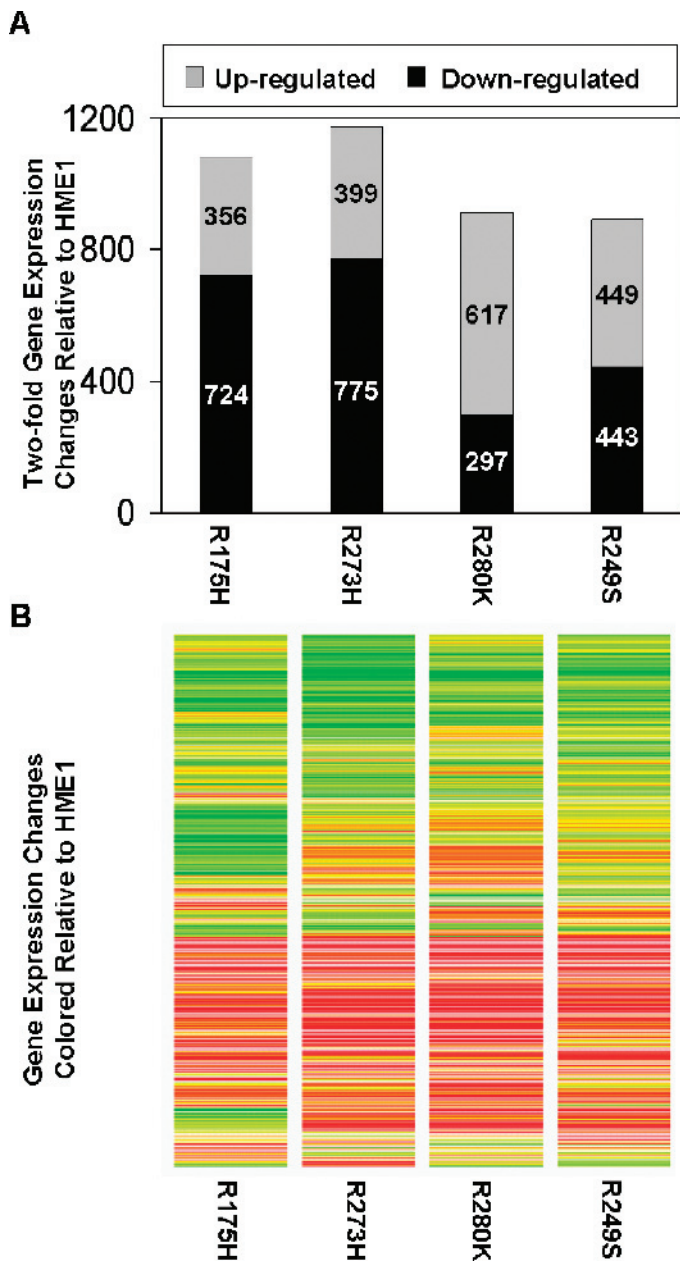 A
Up-regulated Down-regulated
Two-fold Gene Expression
Changes Relative to HME1
1200
800
400
0
356
724
399
775
617
297
449
443
R175H
R273H
R280K
R249S
B
Gene Expression Changes
Colored Relative to HME1
R175H
R273H
R280K
R249S